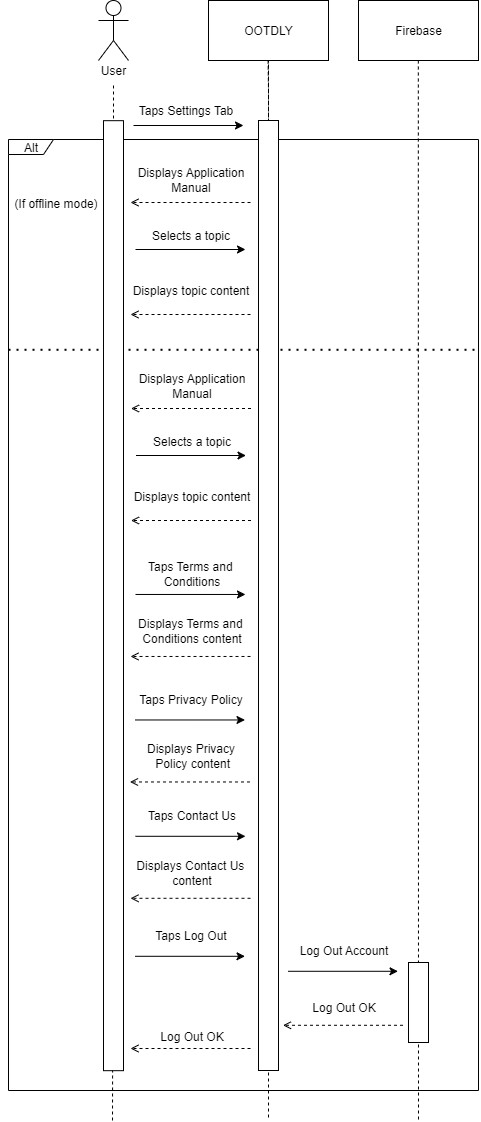 OOTDLY
Firebase
User
Taps Settings Tab
Alt
Displays Application
Manual
(If offline mode)
Selects a topic
Displays topic content
Displays Application
Manual
Selects a topic
Displays topic content
Taps Terms and
Conditions
Displays Terms and
Conditions content
Taps Privacy Policy
Displays Privacy
Policy content
Taps Contact Us
Displays Contact Us
content
Taps Log Out
Log Out Account
Log Out OK
Log Out OK